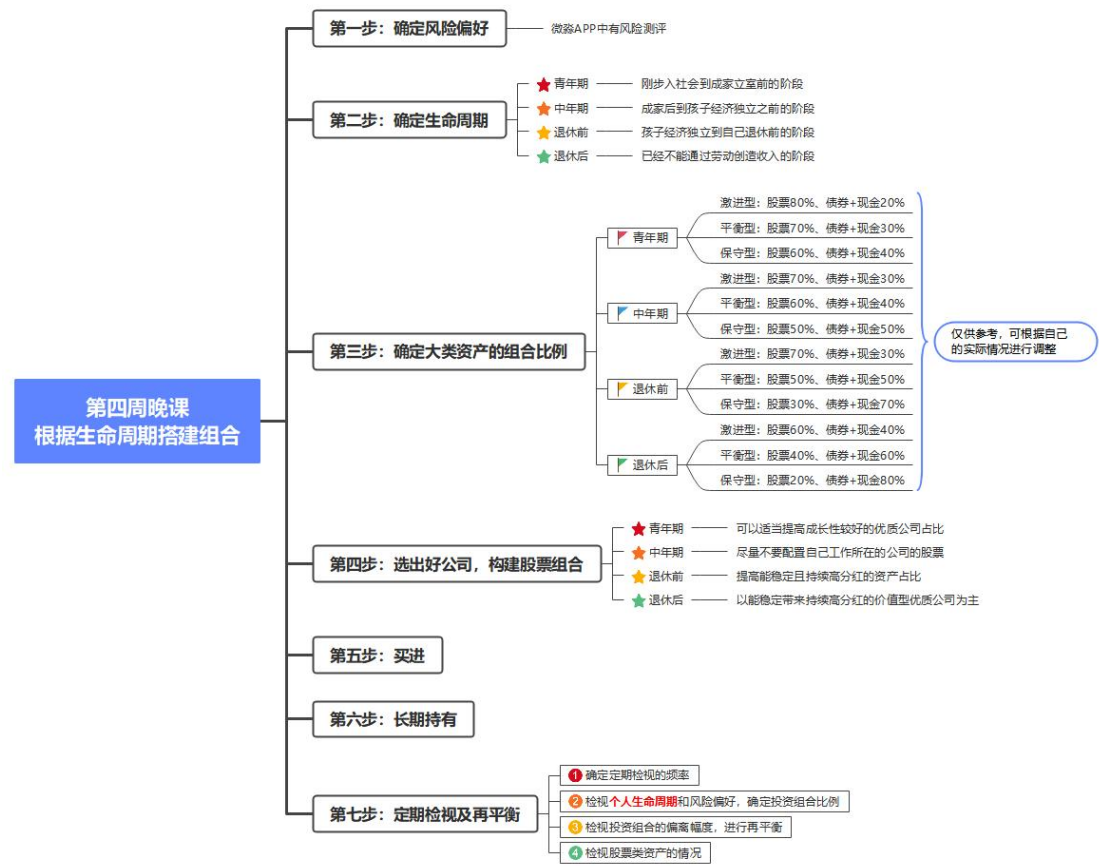 第四周晚课
根据生命周期搭建组合
第一步：确定风险偏好
微淼APP中有风险测评
第二步：确定生命周期
青年期 刚步入社会到成家立室前的阶段
中年期 成家后到孩子经济独立之前的阶段
退休前 孩子经济独立到自己退休前的阶段
退休后 已经不能通过劳动创造收入的阶段
第三步：确定大类资产的组合比例
青年期
激进型：股票80%、债券+现金20%
平衡型：股票70%、债券+现金30%
保守型：股票60%、债券+现金40%
中年期
激进型：股票70%、债券+现金30%
平衡型：股票60%、债券+现金40%
保守型：股票50%、债券+现金50%
退休前
激进型：股票70%、债券+现金30%
平衡型：股票50%、债券+现金50%
保守型：股票30%、债券+现金70%
退休后
激进型：股票60%、债券+现金40%
平衡型：股票40%、债券+现金60%
保守型：股票20%、债券+现金80%
仅供参考，可根据自己
的实际情况进行调整
第四步：选出好公司，构建股票组合
青年期 可以适当提高成长性较好的优质公司占比
中年期 尽量不要配置自己工作所在的公司的股票
退休前 提高能稳定且持续高分红的资产占比
退休后 以能稳定带来持续高分红的价值型优质公司为主
第五步：买进
第六步：长期持有
第七步：定期检视及再平衡
1 确定定期检视的频率
2 检视个人生命周期和风险偏好，确定投资组合比例
3 检视投资组合的偏离幅度，进行再平衡
4 检视股票类资产的情况